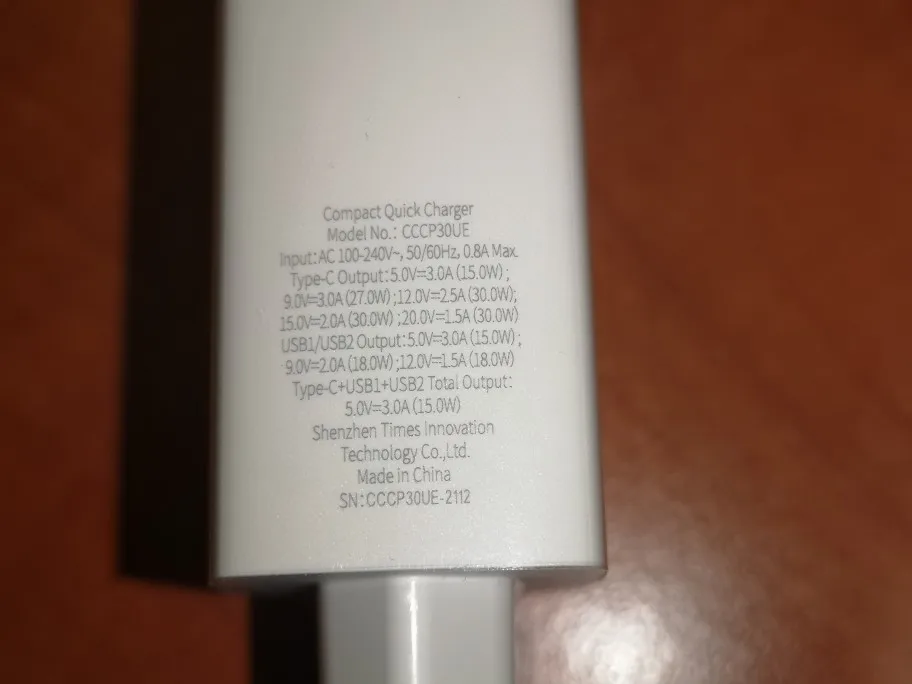 Compact Quick Charger
Model No.: CCCP30UE
Input:AC 100-240V~, 50/60Hz, 0.8A Max.
Type-C Output:5.0V⎓3.0A (15.0W) ;
9.0V⎓3.0A (27.0W) ;12.0V⎓2.5A (30.0W);
15.0V⎓2.0A (30.0W) ;20.0V⎓1.5A (30.0W)
USB1/USB2 Output:5.0V⎓3.0A (15.0W) ;
9.0V⎓2.0A (18.0W) ;12.0V⎓1.5A (18.0W)
Type-C+USB1+USB2 Total Output:
5.0V⎓3.0A (15.0W)
Shenzhen Times Innovation
Technology Co.,Ltd.
Made in China
SN:CCCP30UE-2112